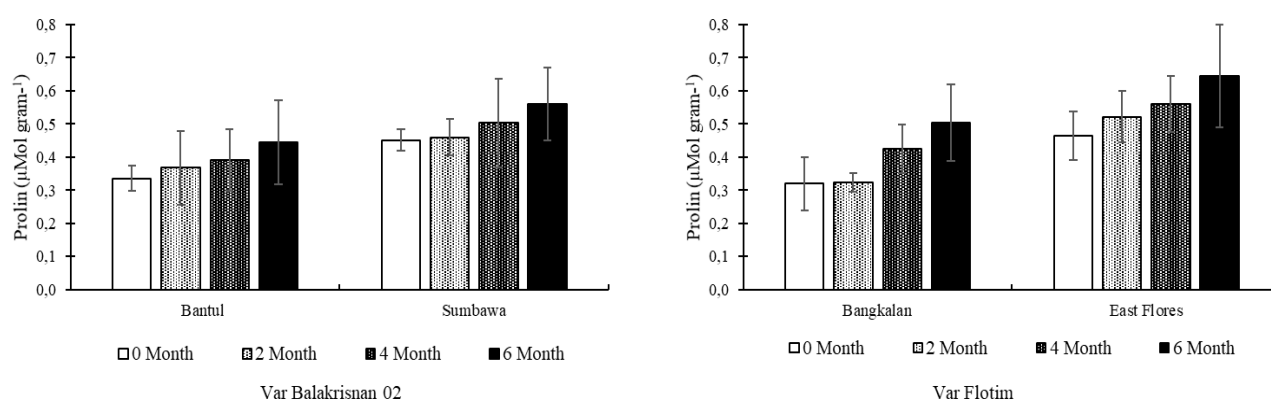 0,8
0,7
0,6
0,5
0,4
0,3
0,2
0,1
0,0
Prolin (µMol gram-¹)
Bantul
Sumbawa
0 Month
2 Month
4 Month
6 Month
Var Balakrisnan 02
0,8
0,7
0,6
0,5
0,4
0,3
0,2
0,1
0,0
Prolin (µMol gram-¹)
Bangkalan
East Flores
0 Month
2 Month
4 Month
6 Month
Var Flotim